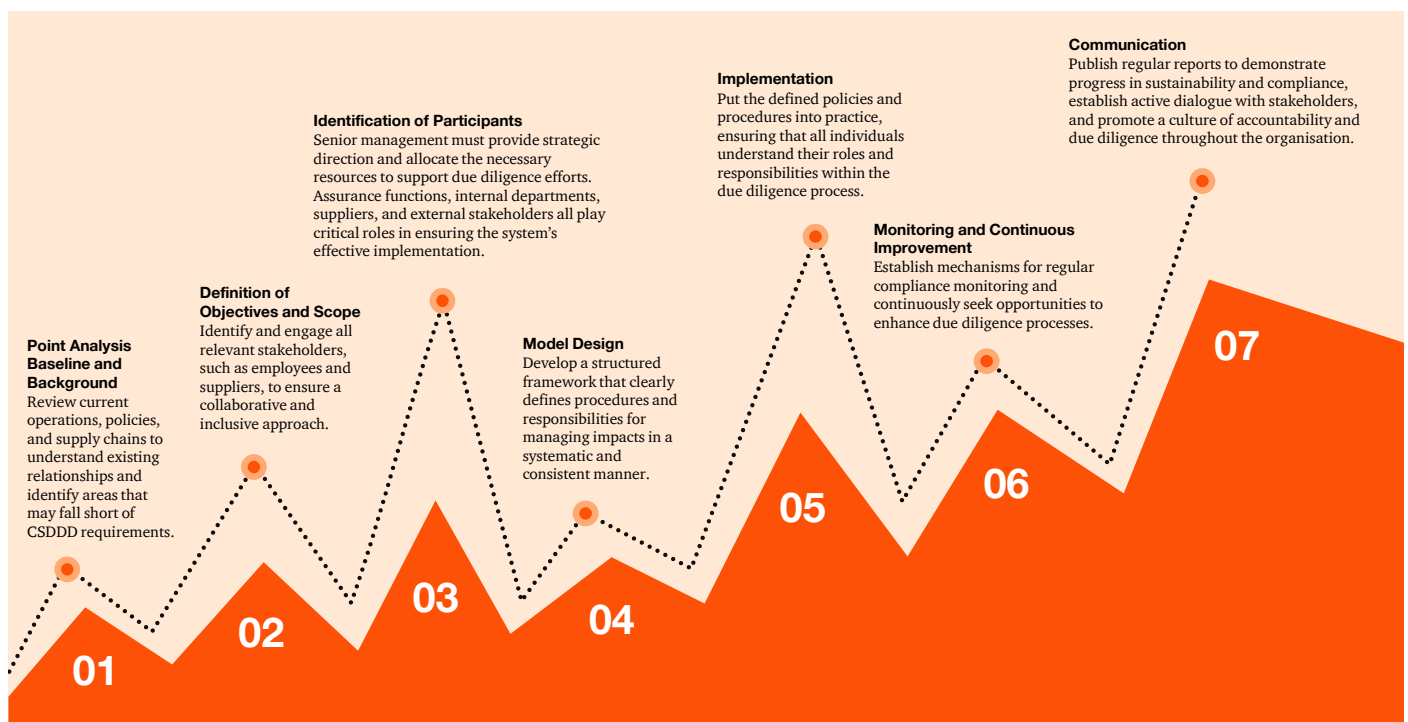 Point Analysis
Baseline and
Background
Review current
operations, policies,
and supply chains to
understand existing
relationships and
identify areas that
may fall short of
CSDDD requirements.
01
Definition of
Objectives and Scope
Identify and engage all
relevant stakeholders,
such as employees and
suppliers, to ensure a
collaborative and
inclusive approach.
02
Identification of Participants
Senior management must provide strategic
direction and allocate the necessary
resources to support due diligence efforts.
Assurance functions, internal departments,
suppliers, and external stakeholders all play
critical roles in ensuring the system's
effective implementation.
03
Model Design
Develop a structured
framework that clearly
defines procedures and
responsibilities for
managing impacts in a
systematic and
consistent manner.
04
Implementation
Put the defined policies and
procedures into practice,
ensuring that all individuals
understand their roles and
responsibilities within the
due diligence process.
05
Monitoring and Continuous
Improvement
Establish mechanisms for regular
compliance monitoring and
continuously seek opportunities to
enhance due diligence processes.
06
Communication
Publish regular reports to demonstrate
progress in sustainability and compliance,
establish active dialogue with stakeholders,
and promote a culture of accountability and
due diligence throughout the organisation.
07